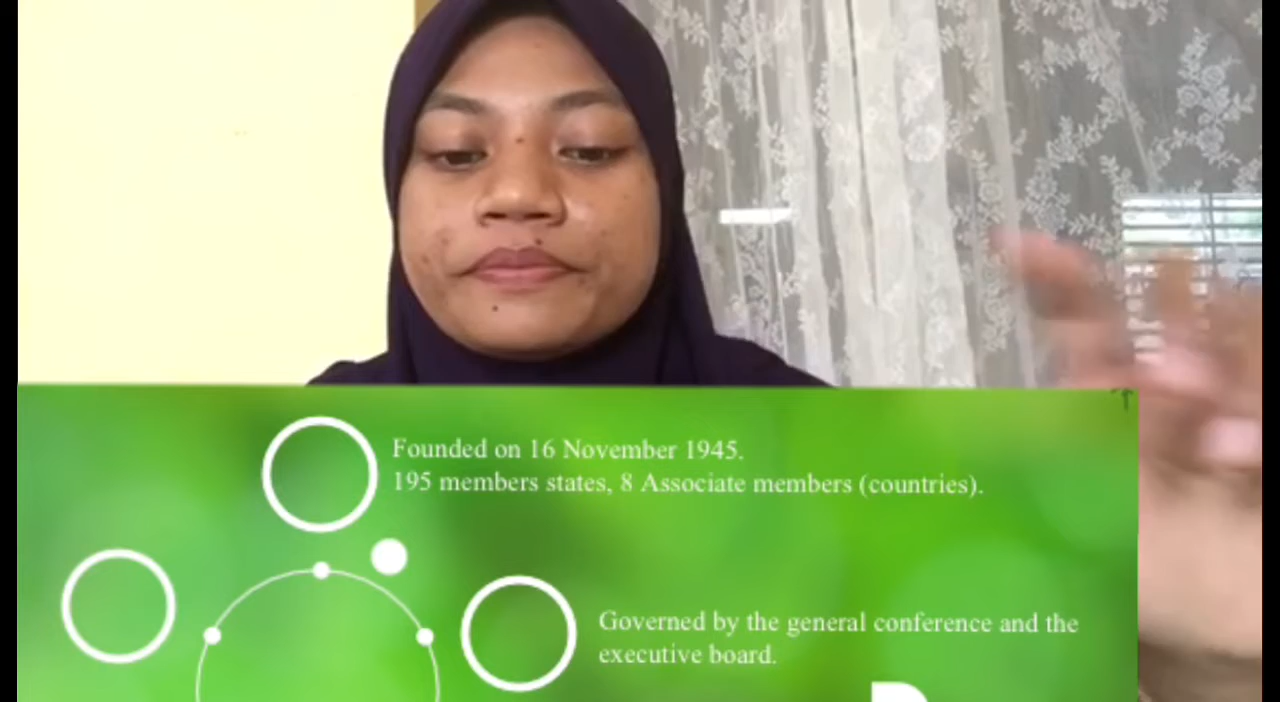 Founded on 16 November 1945.
195 members states, 8 Associate members (countries).
Governed by the general conference and the
executive board.